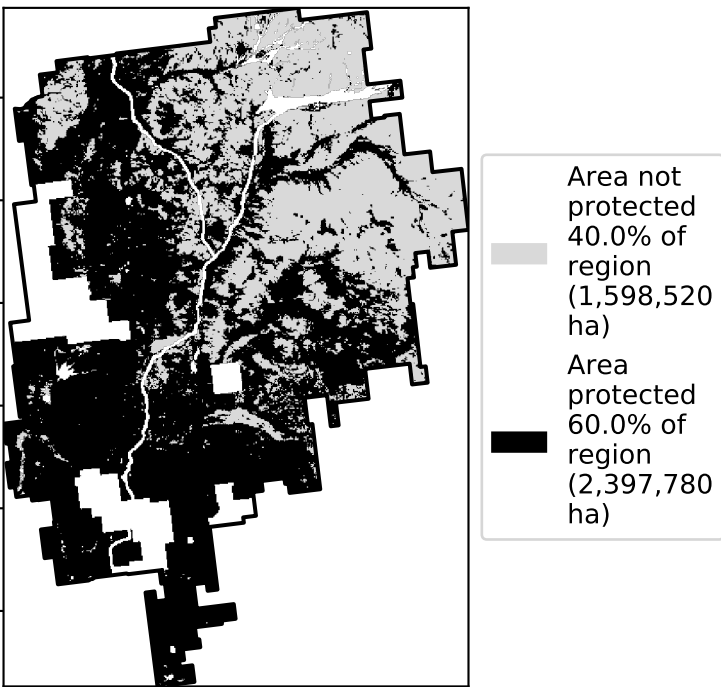 Area not
protected
40.0% of
region
(1,598,520
ha)
Area
protected
60.0% of
region
(2,397,780
ha)